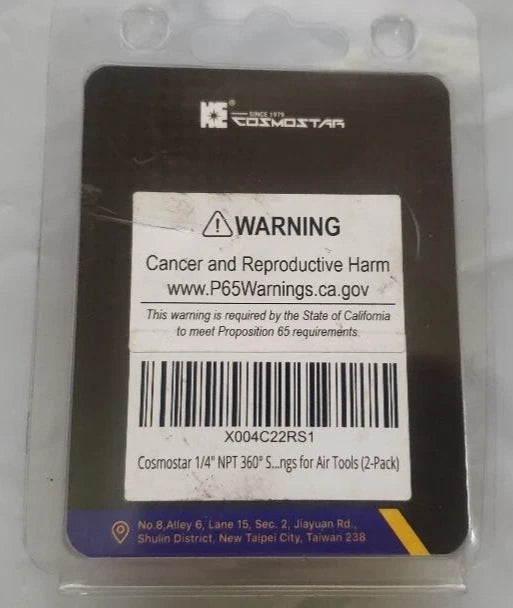 SINCE 1979
COSMOSTAR
WARNING
Cancer and Reproductive Harm
www.P65Warnings.ca.gov
This warning is required by the State of California
to meet Proposition 65 requirements.
X004C22RS1
Cosmostar 1/4" NPT 360° S...ngs for Air Tools (2-Pack)
No.8,Alley 6, Lane 15, Sec. 2, Jiayuan Rd.,
Shulin District, New Taipei City, Taiwan 238